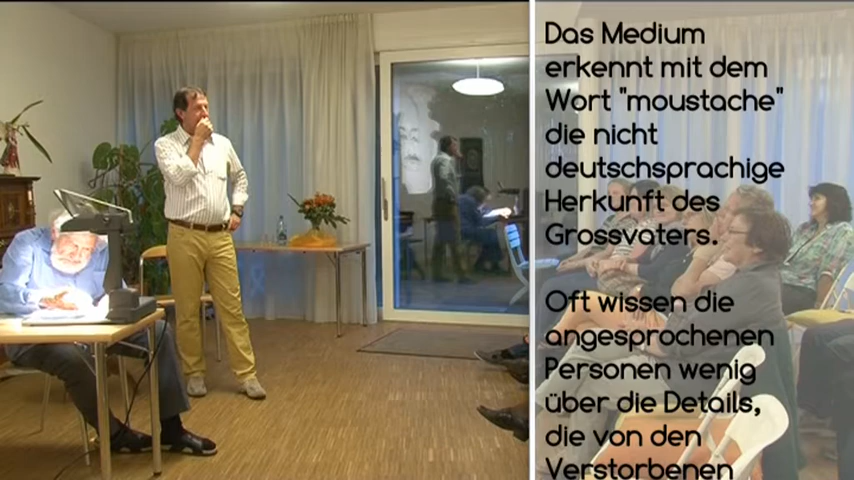 Das Medium
erkennt mit dem
Wort "moustache"
die nicht
deutschsprachige
Herkunft des
Grossvaters.
Oft wissen die
angesprochenen
Personen wenig
über die Details,
die von den
Verstorbenen